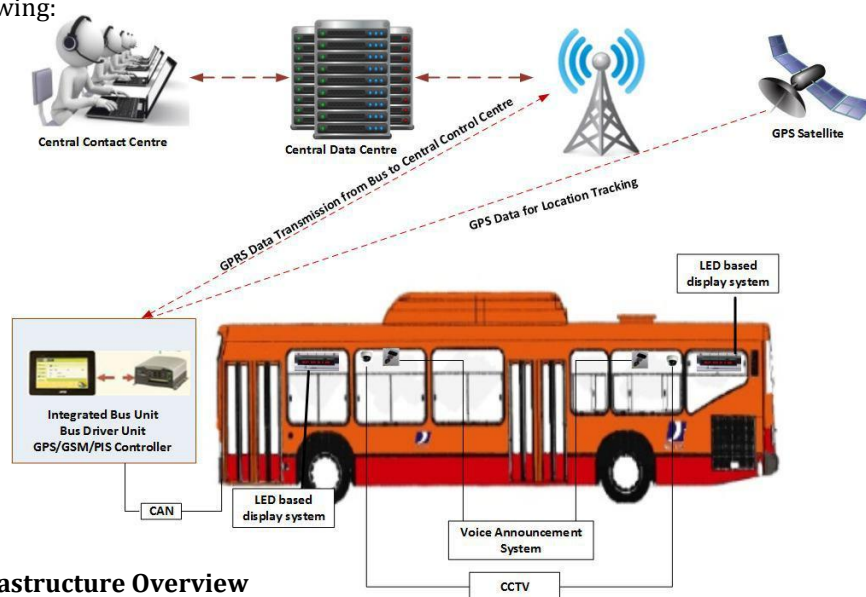 wing:
Central Contact Centre
Central Data Centre
GPS Satellite
GPRS Data Transmission from Bus to Central Control Centre
GPS Data for Location Tracking
LED based
display system
Integrated Bus Unit
Bus Driver Unit
GPS/GSM/PIS Controller
CAN
LED based
display system
Voice Announcement
System
CCTV
astructure Overview